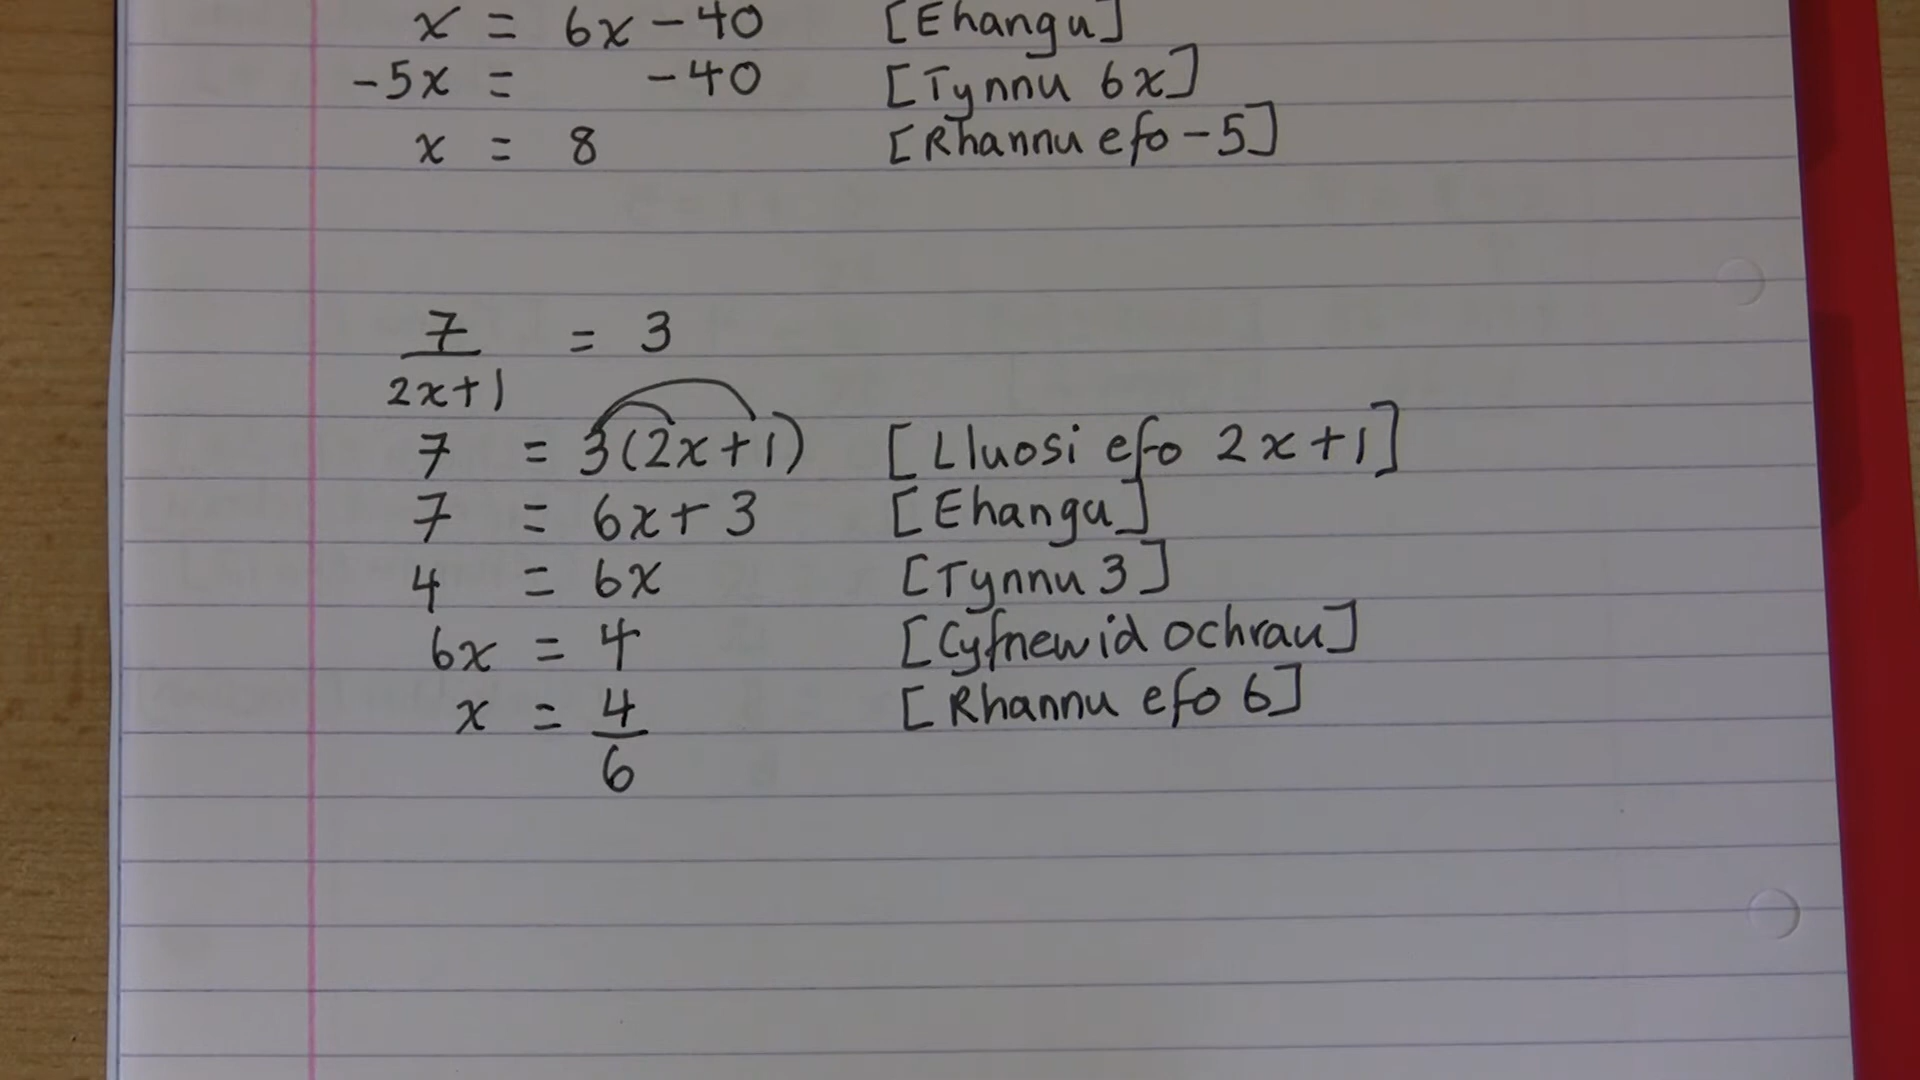 x = 6x - 40 [Ehangu]
-5x = -40 [Tynnu 6x]
x = 8 [Rhannu efo -5]
7/2x+1 = 3
7 = 3(2x+1) [Lluosi efo 2x+1]
7 = 6x+3 [Ehangu]
4 = 6x [Tynnu 3]
6x = 4 [Cyfnewid ochrau]
x = 4/6 [Rhannu efo 6]